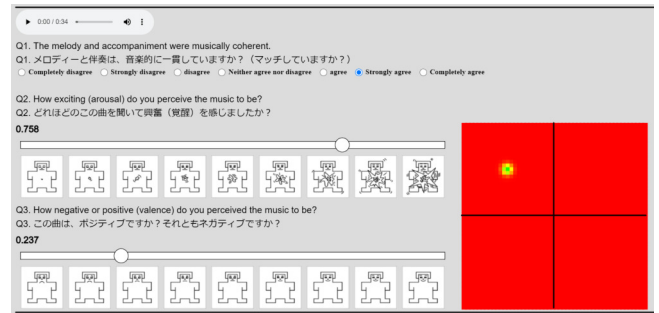 0:00 / 0:34
Q1. The melody and accompaniment were musically coherent.
Q1. メロディーと伴奏は、音楽的に一貫していますか？（マッチしていますか？）
Completely disagree Strongly disagree disagree Neither agree nor disagree agree Strongly agree Completely agree
Q2. How exciting (arousal) do you perceive the music to be?
Q2. どれほどのこの曲を聞いて興奮（覚醒）を感じましたか？
0.758
Q3. How negative or positive (valence) do you perceived the music to be?
Q3. この曲は、ポジティブですか？それともネガティブですか？
0.237